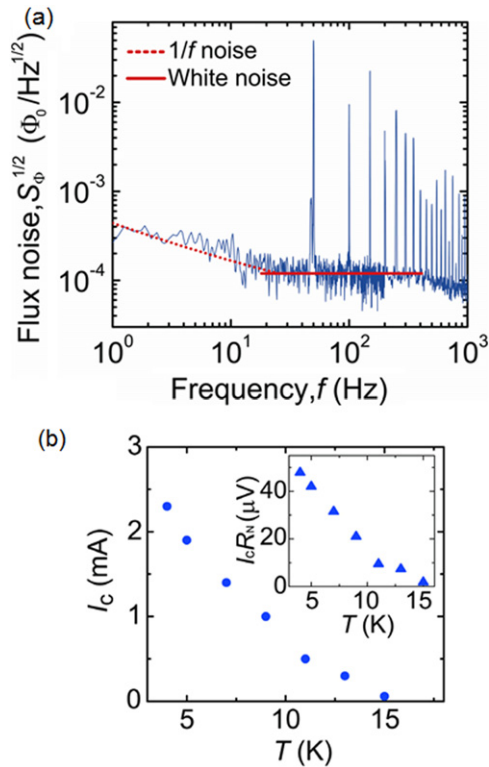 (a)
1/f noise
White noise
Flux noise, S_Φ^1/2 (Φ_0/Hz^1/2)
10^-2
10^-3
10^-4
10^0 10^1 10^2 10^3
Frequency,f (Hz)
(b)
I_C (mA)
3
2
1
0
5 10 15
T (K)
I_cR_N (μV)
40
20
0
5 10 15
T (K)